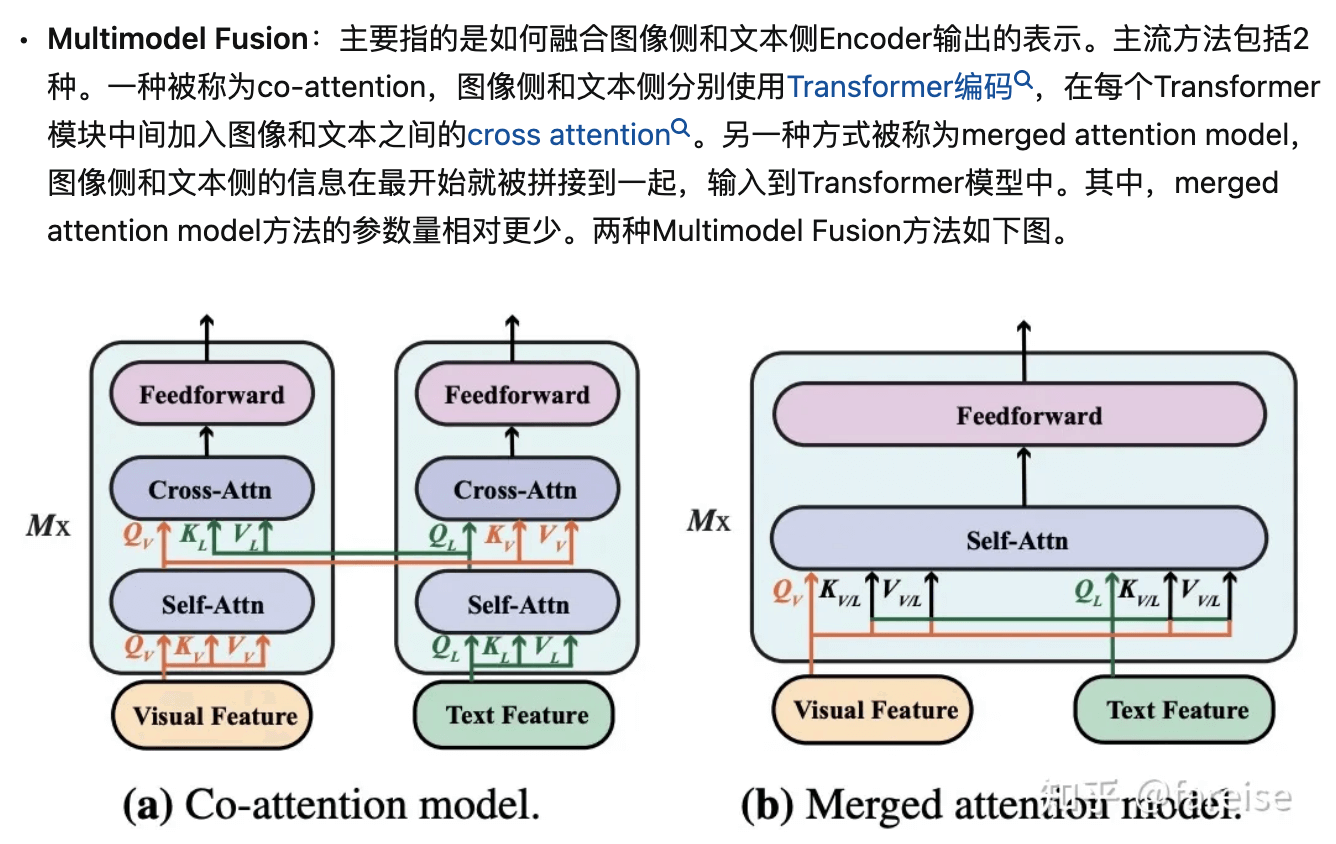 • Multimodel Fusion：主要指的是如何融合图像侧和文本侧Encoder输出的表示。主流方法包括2
种。一种被称为co-attention，图像侧和文本侧分别使用Transformer编码，在每个Transformer
模块中间加入图像和文本之间的cross attention。另一种方式被称为merged attention model，
图像侧和文本侧的信息在最开始就被拼接到一起，输入到Transformer模型中。其中，merged
attention model方法的参数量相对更少。两种Multimodel Fusion方法如下图。
Mx
Feedforward
Cross-Attn
Q_V K_L V_L
Self-Attn
Q_V K_V V_V
Visual Feature
Feedforward
Cross-Attn
Q_L K_V V_V
Self-Attn
Q_L K_L V_L
Text Feature
(a) Co-attention model.
Mx
Feedforward
Self-Attn
Q_V K_V/L V_V/L Q_L K_V/L V_V/L
Visual Feature
Text Feature
(b) Merged attention model.
知乎 @fareise